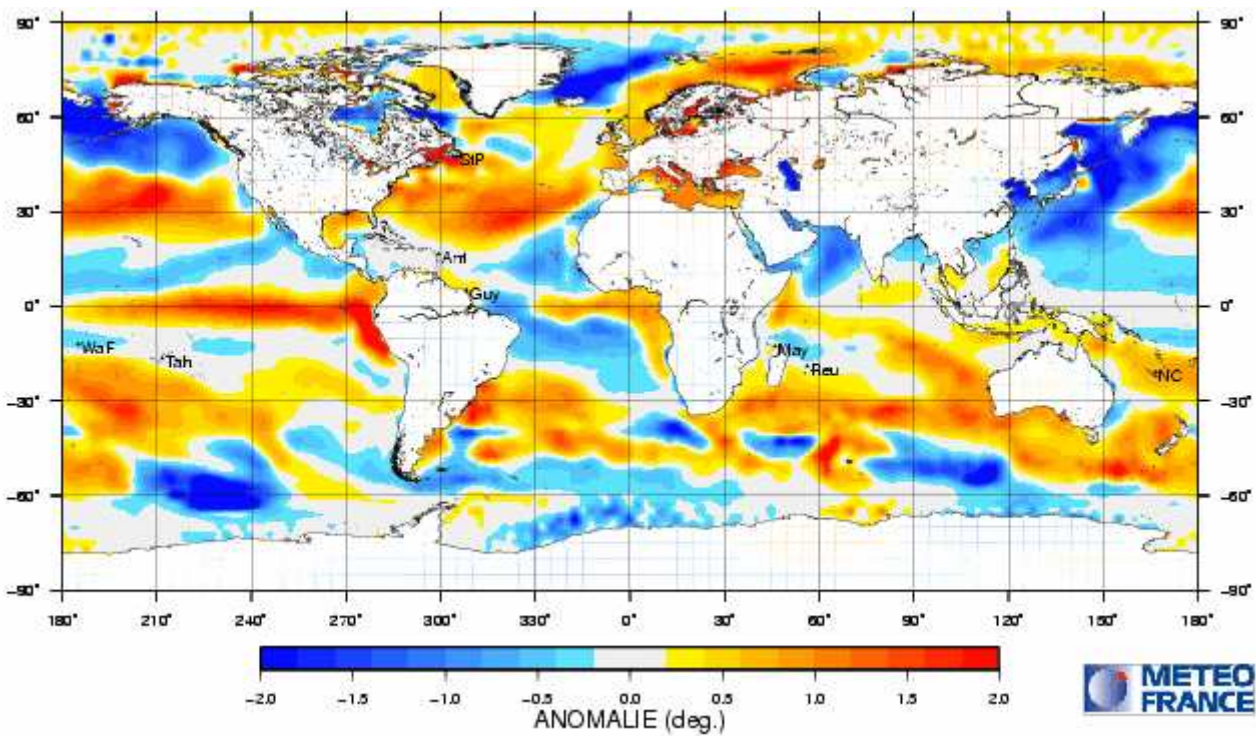 90° 90°
60° 60°
StP
30° 30°
Ant
Guy
0° 0°
WaF
Tah
May
Reu
NC
−30° −30°
−60° −60°
−90° −90°
180° 210° 240° 270° 300° 330° 0° 30° 60° 90° 120° 150° 180°
−2.0 −1.5 −1.0 −0.5 0.0 0.5 1.0 1.5 2.0
ANOMALIE (deg.)
METEO
FRANCE